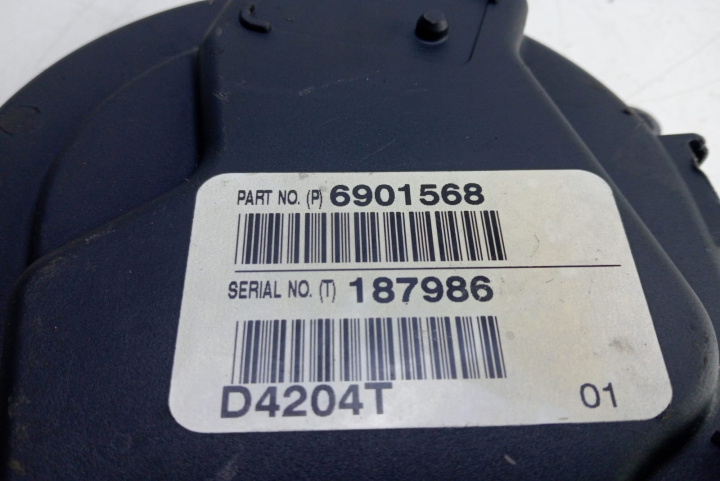 PART NO. (P) 6901568
SERIAL NO. (T) 187986
D4204T 01